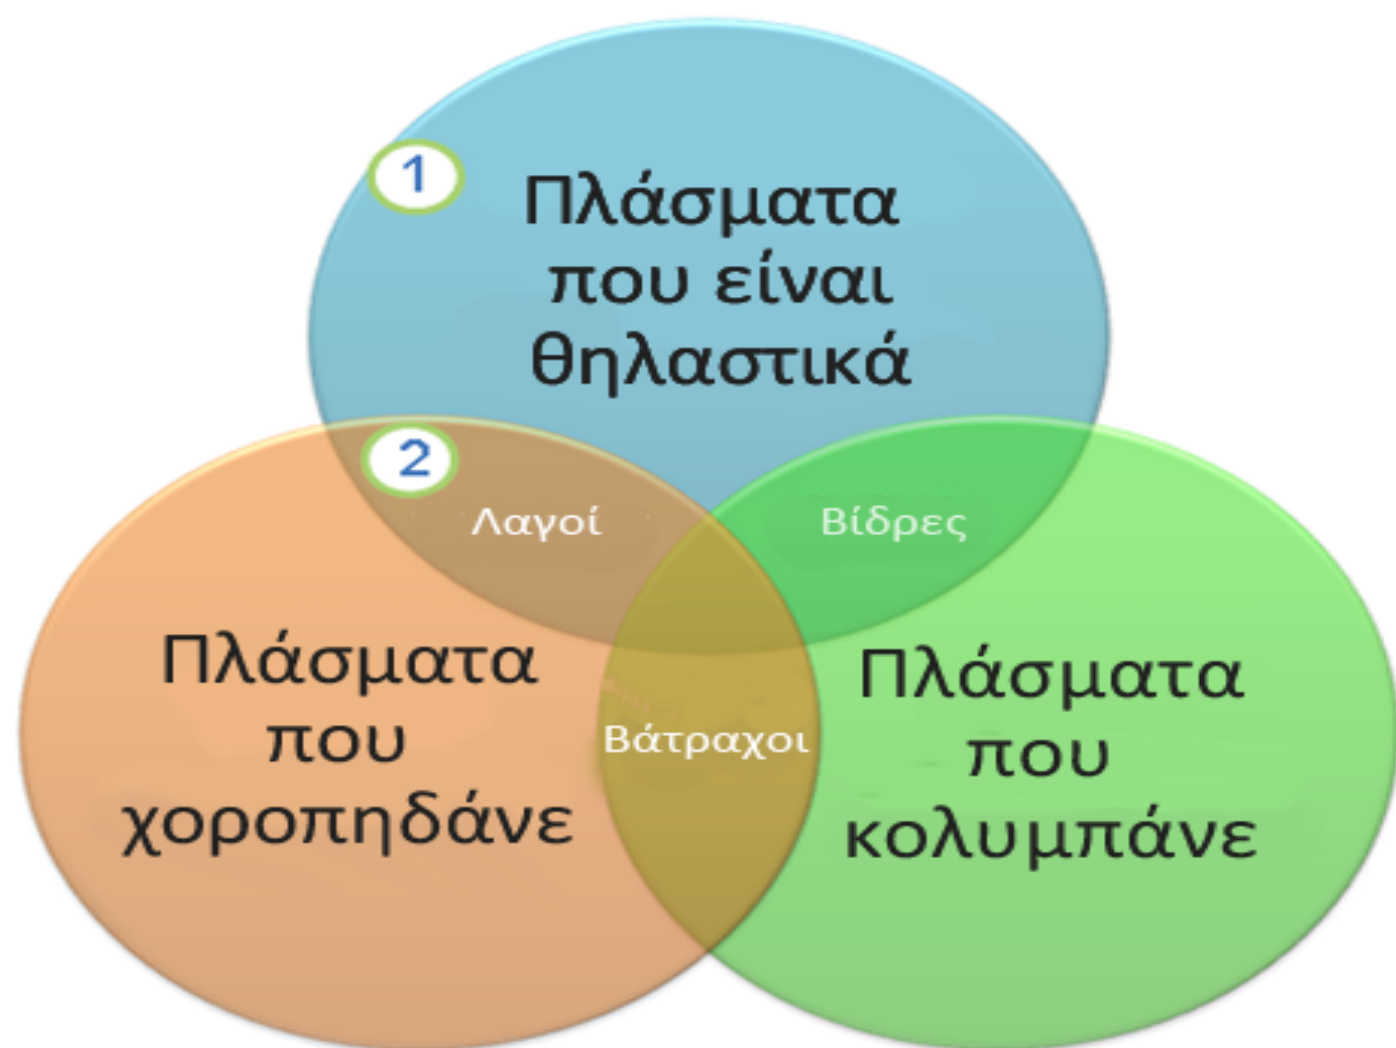 1
Πλάσματα
που είναι
θηλαστικά
2
Λαγοί
Βίδρες
Πλάσματα
που
χοροπηδάνε
Βάτραχοι
Πλάσματα
που
κολυμπάνε